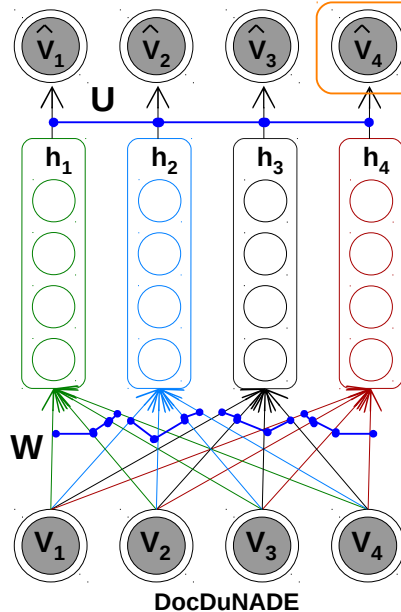 v̂1 v̂2 v̂3 v̂4
U
h1 h2 h3 h4
W
v1 v2 v3 v4
DocDuNADE